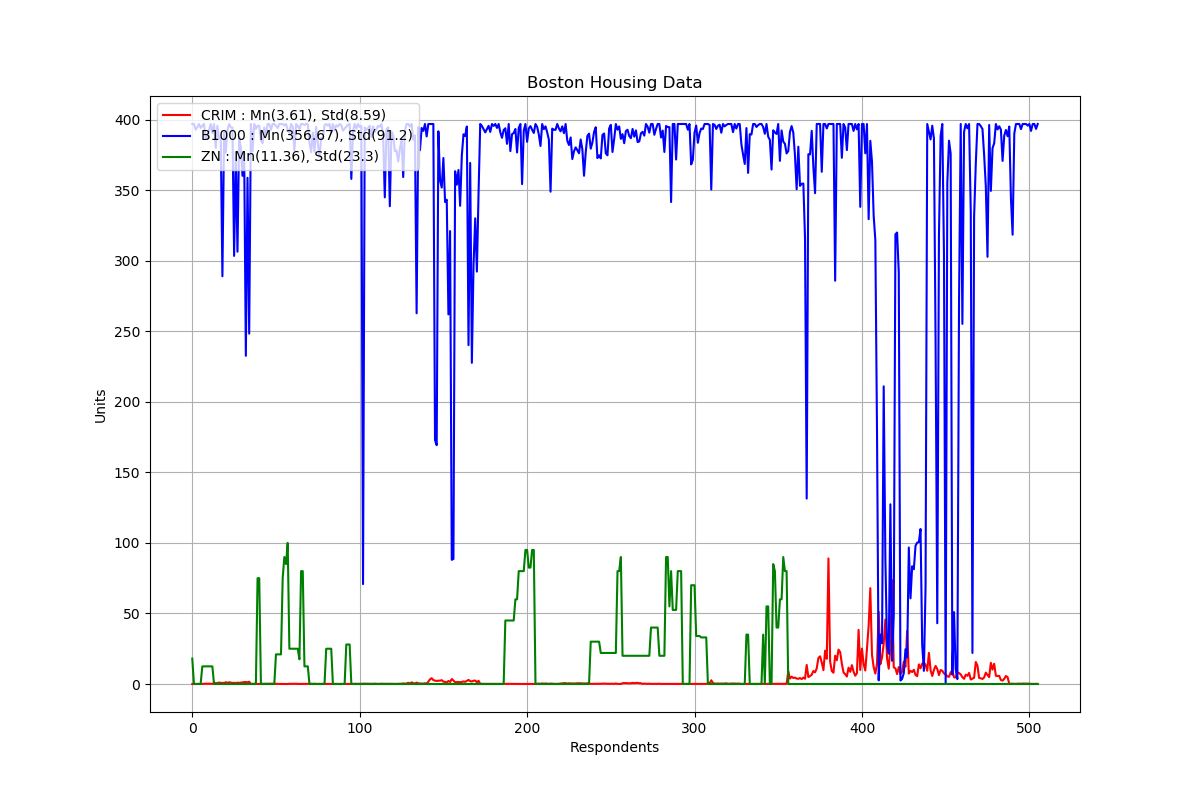 Boston Housing Data
CRIM : Mn(3.61), Std(8.59)
B1000 : Mn(356.67), Std(91.2)
ZN : Mn(11.36), Std(23.3)
400
350
300
250
200
150
100
50
0
Units
0 100 200 300 400 500
Respondents